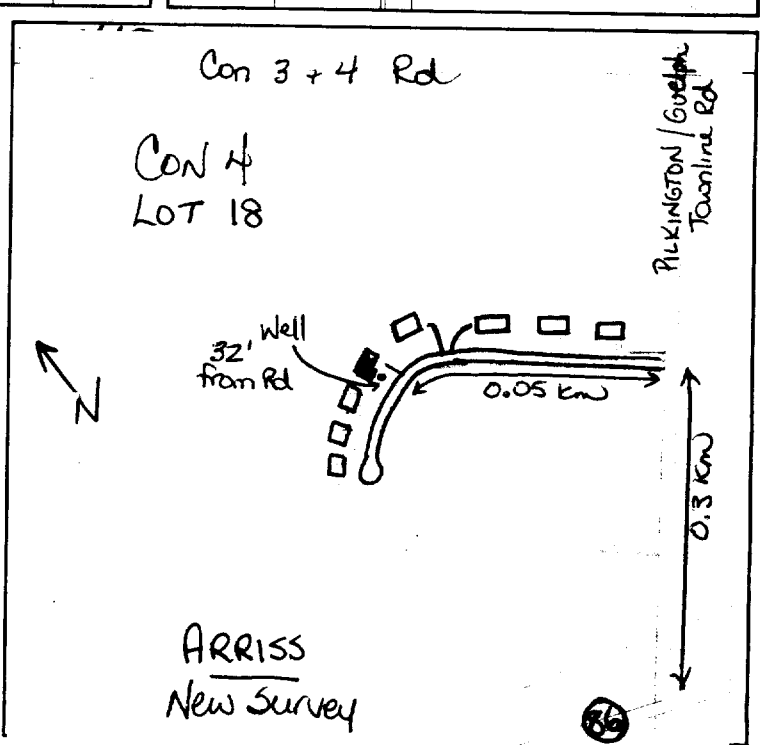 Con 3 + 4 Rd
CON 4
LOT 18
PILKINGTON / Guelph
Townline Rd
Well
32'
from Rd
N
0.05 Km
0.3 Km
ARRISS
New Survey
86